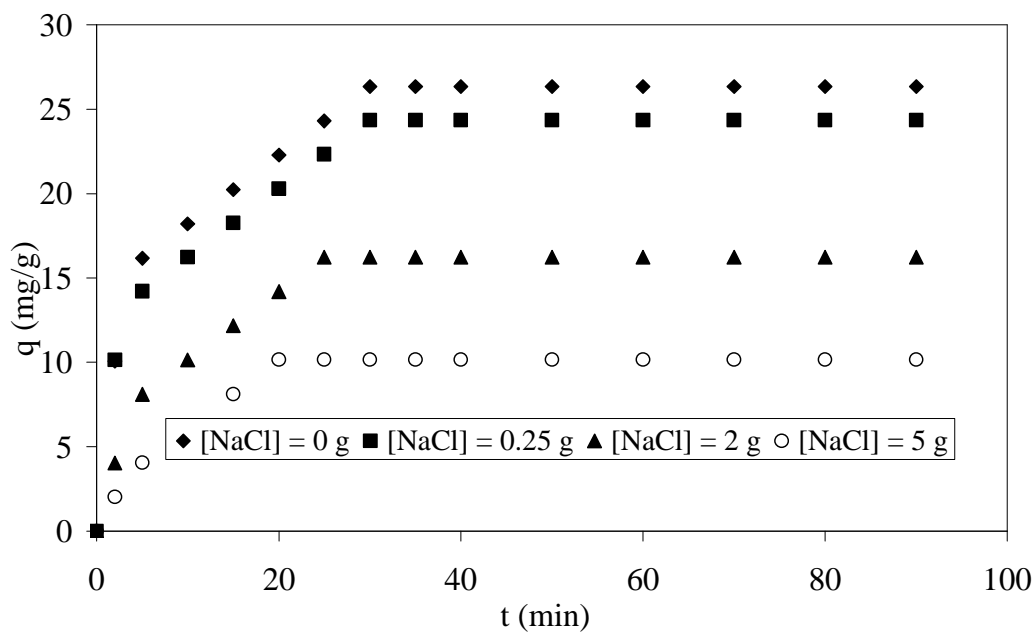 30
25
20
15
10
5
0
q (mg/g)
[NaCl] = 0 g [NaCl] = 0.25 g [NaCl] = 2 g [NaCl] = 5 g
0 20 40 60 80 100
t (min)